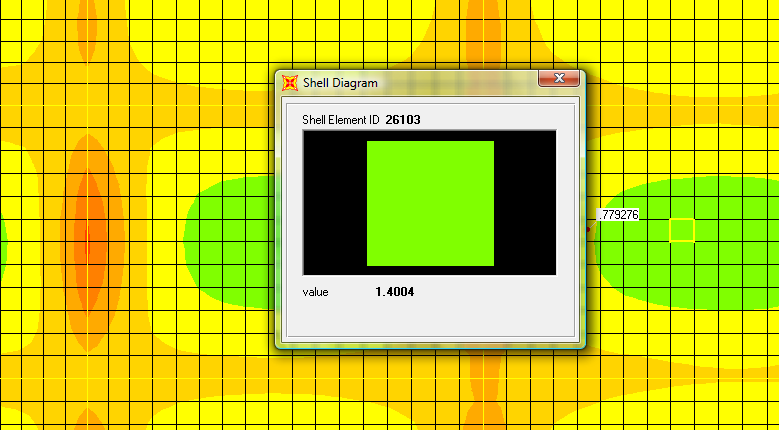 Shell Diagram
Shell Element ID 26103
.779276
value 1.4004